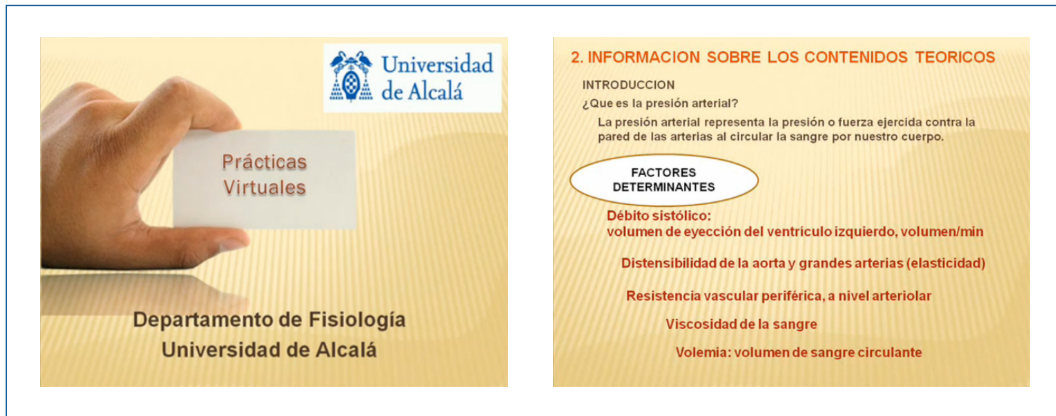 Universidad
de Alcalá
Prácticas
Virtuales
Departamento de Fisiología
Universidad de Alcalá
2. INFORMACION SOBRE LOS CONTENIDOS TEORICOS
INTRODUCCION
¿Que es la presión arterial?
La presión arterial representa la presión o fuerza ejercida contra la
pared de las arterias al circular la sangre por nuestro cuerpo.
FACTORES
DETERMINANTES
Débito sistólico:
volumen de eyección del ventrículo izquierdo, volumen/min
Distensibilidad de la aorta y grandes arterias (elasticidad)
Resistencia vascular periférica, a nivel arteriolar
Viscosidad de la sangre
Volemia: volumen de sangre circulante